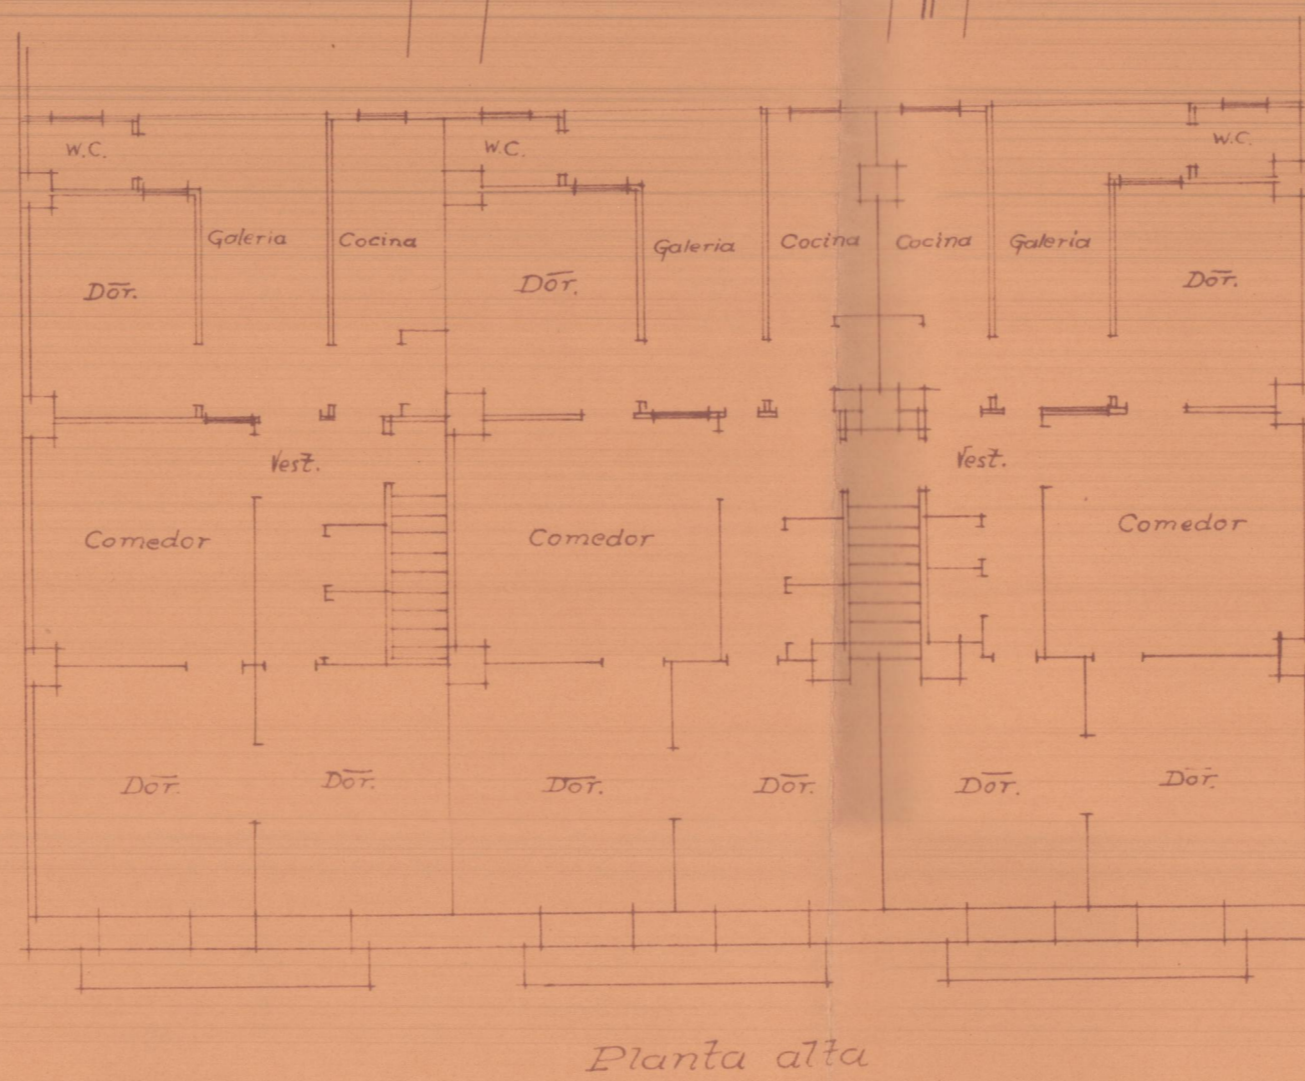 W.C.
W.C.
W.C.
Galeria
Cocina
Galeria
Cocina
Cocina
Galeria
Dor.
Dor.
Dor.
Vest.
Vest.
Comedor
Comedor
Comedor
Dor.
Dor.
Dor.
Dor.
Dor.
Dor.
Planta alta